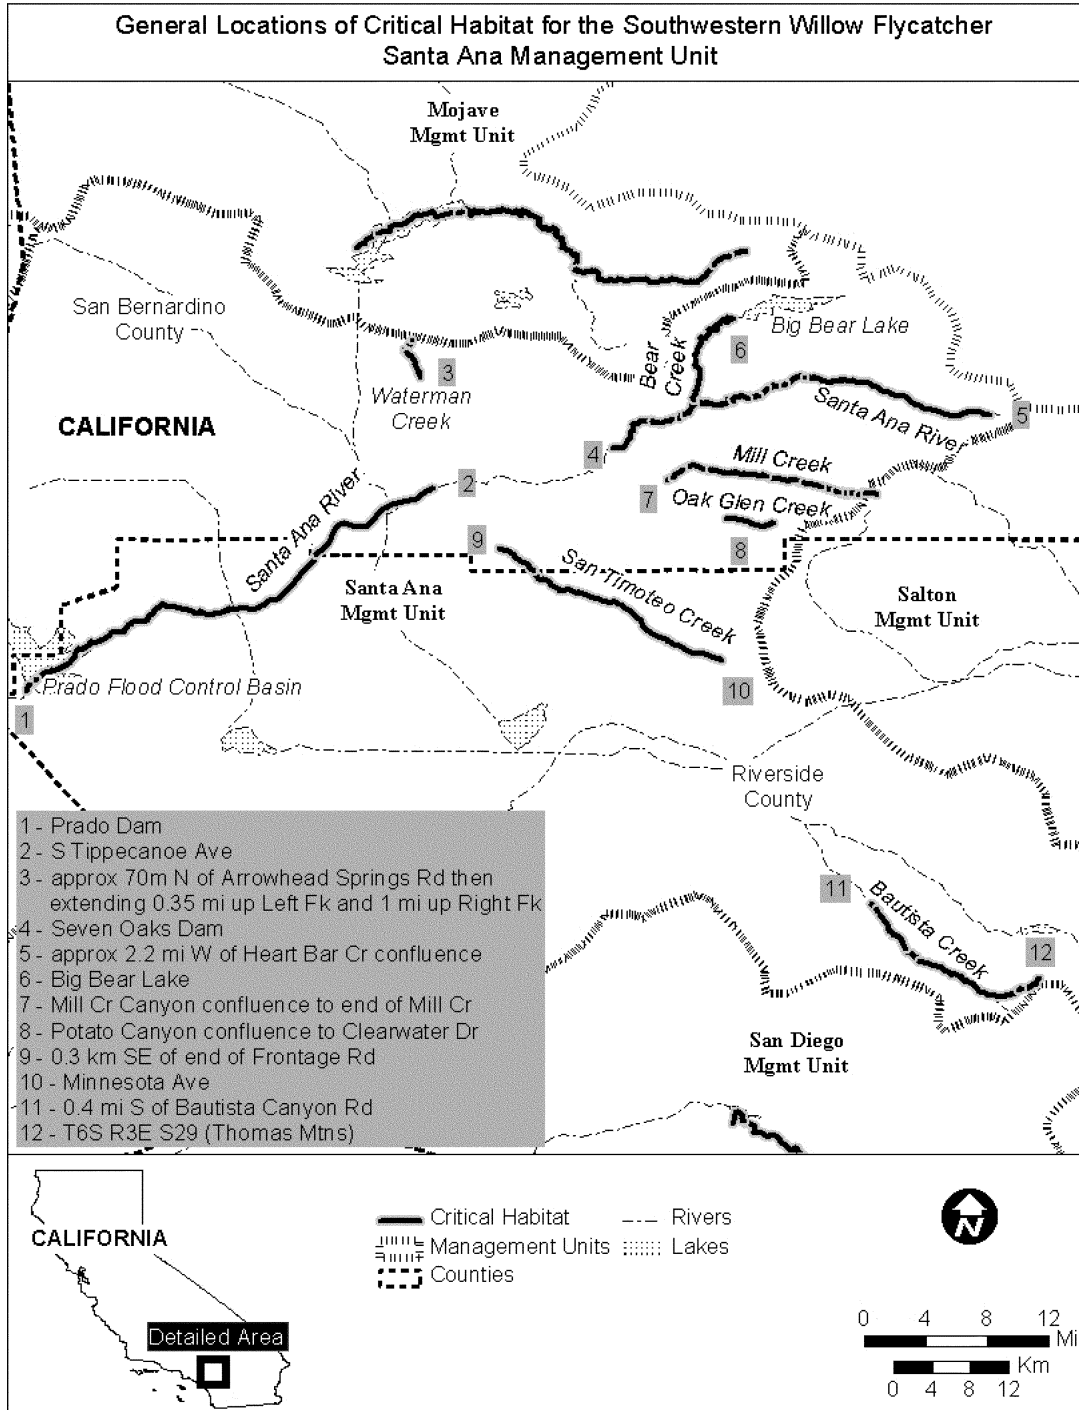 General Locations of Critical Habitat for the Southwestern Willow Flycatcher
Santa Ana Management Unit
Mojave
Mgmt Unit
San Bernardino
County
Big Bear Lake
Bear
Creek
6
3
Waterman
Creek
CALIFORNIA
Santa Ana River
5
4
Mill Creek
2
7
Oak Glen Creek
Santa Ana River
9
8
San Timoteo Creek
Santa Ana
Mgmt Unit
Salton
Mgmt Unit
Prado Flood Control Basin
10
1
Riverside
County
1 - Prado Dam
2 - S Tippecanoe Ave
3 - approx 70m N of Arrowhead Springs Rd then
extending 0.35 mi up Left Fk and 1 mi up Right Fk
4 - Seven Oaks Dam
5 - approx 2.2 mi W of Heart Bar Cr confluence
6 - Big Bear Lake
7 - Mill Cr Canyon confluence to end of Mill Cr
8 - Potato Canyon confluence to Clearwater Dr
9 - 0.3 km SE of end of Frontage Rd
10 - Minnesota Ave
11 - 0.4 mi S of Bautista Canyon Rd
12 - T6S R3E S29 (Thomas Mtns)
11
Bautista Creek
12
San Diego
Mgmt Unit
CALIFORNIA
Detailed Area
Critical Habitat
Rivers
Management Units
Lakes
Counties
N
0 4 8 12
Mi
Km
0 4 8 12